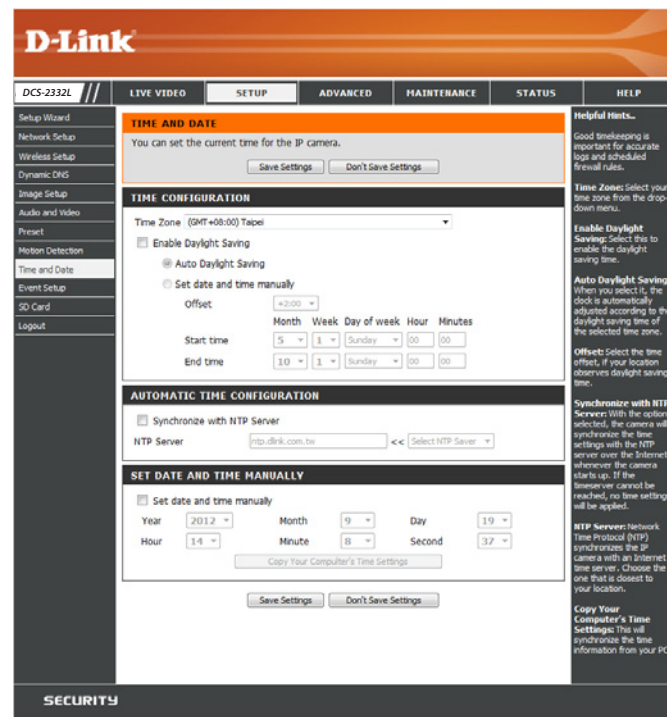 D-Link
DCS-2332L
LIVE VIDEO SETUP ADVANCED MAINTENANCE STATUS HELP
Setup Wizard
Network Setup
Wireless Setup
Dynamic DNS
Image Setup
Audio and Video
Preset
Motion Detection
Time and Date
Event Setup
SD Card
Logout
TIME AND DATE
You can set the current time for the IP camera.
Save Settings Don't Save Settings
TIME CONFIGURATION
Time Zone (GMT+08:00) Taipei
Enable Daylight Saving
Auto Daylight Saving
Set date and time manually
Offset +2:00
Month Week Day of week Hour Minutes
Start time 5 1 Sunday 00 00
End time 10 1 Sunday 00 00
AUTOMATIC TIME CONFIGURATION
Synchronize with NTP Server
NTP Server ntp.dlink.com.tw << Select NTP Saver
SET DATE AND TIME MANUALLY
Set date and time manually
Year 2012 Month 9 Day 19
Hour 14 Minute 8 Second 37
Copy Your Compulter's Time Settings
Save Settings Don't Save Settings
Helpful Hints..
Good timekeeping is
important for accurate
logs and scheduled
firewall rules.
Time Zone: Select your
time zone from the drop-
down menu.
Enable Daylight
Saving: Select this to
enable the daylight
saving time.
Auto Daylight Saving:
When you select it, the
clock is automatically
adjusted according to the
daylight saving time of
the selected time zone.
Offset: Select the time
offset, if your location
observes daylight saving
time.
Synchronize with NTP
Server: With the option
selected, the camera will
synchronize the time
settings with the NTP
server over the Internet
whenever the camera
starts up. If the
timeserver cannot be
reached, no time setting
will be applied.
NTP Server: Network
Time Protocol (NTP)
synchronizes the IP
camera with an Internet
time server. Choose the
one that is closest to
your location.
Copy Your
Computer's Time
Settings: This will
synchronize the time
information from your PC
SECURITY